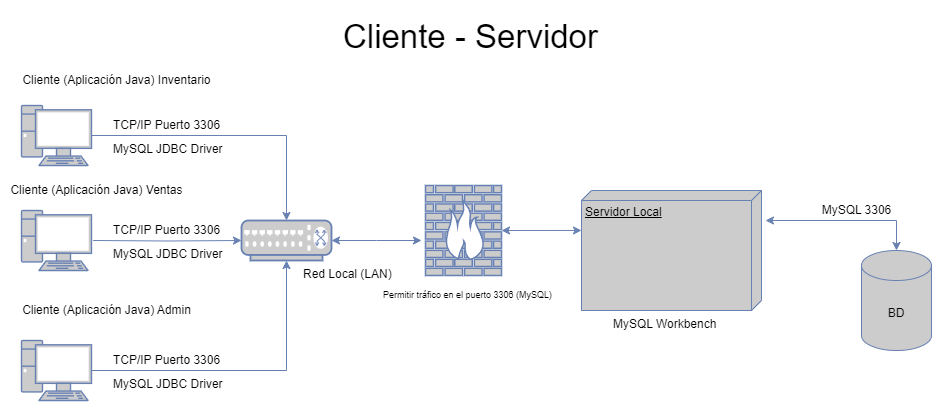 Cliente - Servidor
Cliente (Aplicación Java) Inventario
TCP/IP Puerto 3306
MySQL JDBC Driver
Cliente (Aplicación Java) Ventas
TCP/IP Puerto 3306
MySQL JDBC Driver
Red Local (LAN)
Cliente (Aplicación Java) Admin
TCP/IP Puerto 3306
MySQL JDBC Driver
Permitir tráfico en el puerto 3306 (MySQL)
Servidor Local
MySQL Workbench
MySQL 3306
BD